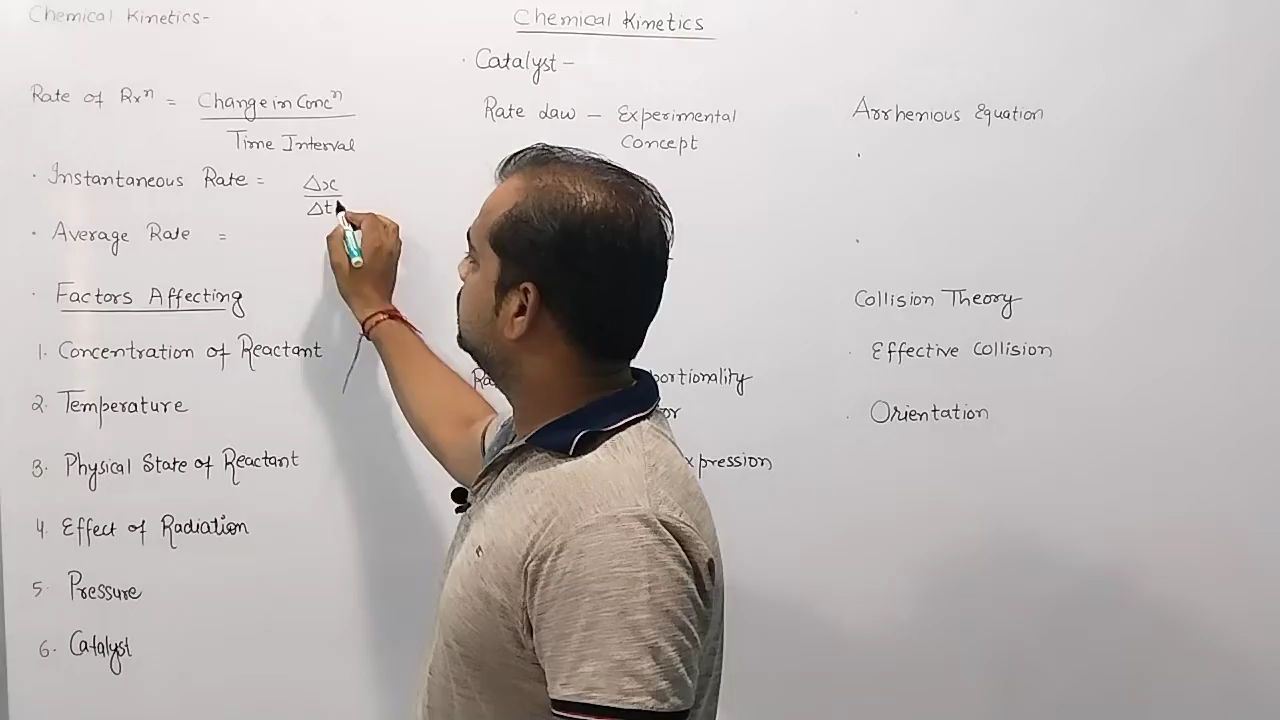 Chemical Kinetics-
Rate of Rxⁿ = Change in Concⁿ
Time Interval
· Instantaneous Rate = Δx
Δt
· Average Rate =
· Factors Affecting
1. Concentration of Reactant
2. Temperature
3. Physical State of Reactant
4. Effect of Radiation
5. Pressure
6. Catalyst
Chemical Kinetics
· Catalyst –
Rate Law – Experimental
Concept
Arrhenious Equation
Collision Theory
· Effective Collision
· Orientation